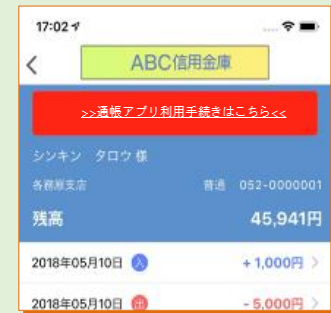 17:02
ABC信用金庫
>>通帳アプリ利用手続きはこちら<<
シンキン タロウ 様
各務原支店 普通 052-0000001
残高 45,941円
2018年05月10日 入 +1,000円
2018年05月10日 出 -5,000円